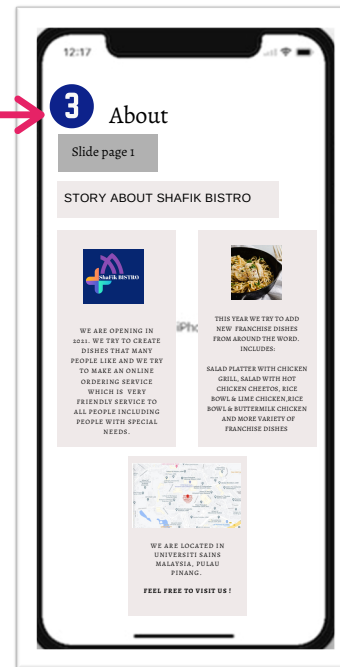 12:17
3
About
Slide page 1
STORY ABOUT SHAFIK BISTRO
ShaFik BISTRO
WE ARE OPENING IN
2021. WE TRY TO CREATE
DISHES THAT MANY
PEOPLE LIKE AND WE TRY
TO MAKE AN ONLINE
ORDERING SERVICE
WHICH IS VERY
FRIENDLY SERVICE TO
ALL PEOPLE INCLUDING
PEOPLE WITH SPECIAL
NEEDS.
iPho
THIS YEAR WE TRY TO ADD
NEW FRANCHISE DISHES
FROM AROUND THE WORD.
INCLUDES:
SALAD PLATTER WITH CHICKEN
GRILL, SALAD WITH HOT
CHICKEN CHEETOS, RICE
BOWL & LIME CHICKEN,RICE
BOWL & BUTTERMILK CHICKEN
AND MORE VARIETY OF
FRANCHISE DISHES
WE ARE LOCATED IN
UNIVERSITI SAINS
MALAYSIA, PULAU
PINANG.
FEEL FREE TO VISIT US !